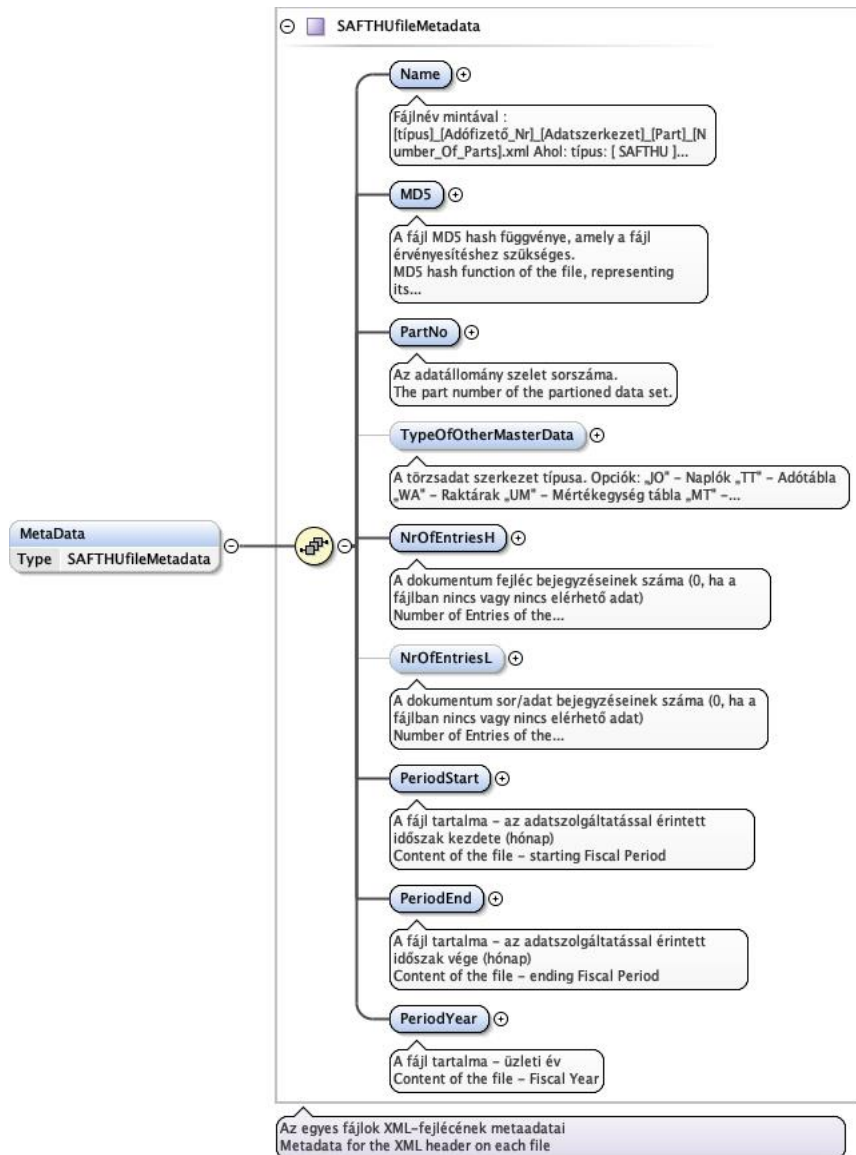 SAFTHUfileMetadata
Name
Fájlnév mintával :
[típus]_[Adófizető_Nr]_[Adatszerkezet]_[Part]_[N
umber_Of_Parts].xml Ahol: típus: [ SAFTHU ]...
MD5
A fájl MD5 hash függvénye, amely a fájl
érvényesítéshez szükséges.
MD5 hash function of the file, representing
its...
PartNo
Az adatállomány szelet sorszáma.
The part number of the partioned data set.
TypeOfOtherMasterData
A törzsadat szerkezet típusa. Opciók: „JO" – Naplók „TT" – Adótábla
„WA" – Raktárak „UM" – Mértékegység tábla „MT" –...
MetaData
Type SAFTHUfileMetadata
NrOfEntriesH
A dokumentum fejléc bejegyzéseinek száma (0, ha a
fájlban nincs vagy nincs elérhető adat)
Number of Entries of the...
NrOfEntriesL
A dokumentum sor/adat bejegyzéseinek száma (0, ha a
fájlban nincs vagy nincs elérhető adat)
Number of Entries of the...
PeriodStart
A fájl tartalma – az adatszolgáltatással érintett
időszak kezdete (hónap)
Content of the file – starting Fiscal Period
PeriodEnd
A fájl tartalma – az adatszolgáltatással érintett
időszak vége (hónap)
Content of the file – ending Fiscal Period
PeriodYear
A fájl tartalma – üzleti év
Content of the file – Fiscal Year
Az egyes fájlok XML-fejlécének metaadatai
Metadata for the XML header on each file